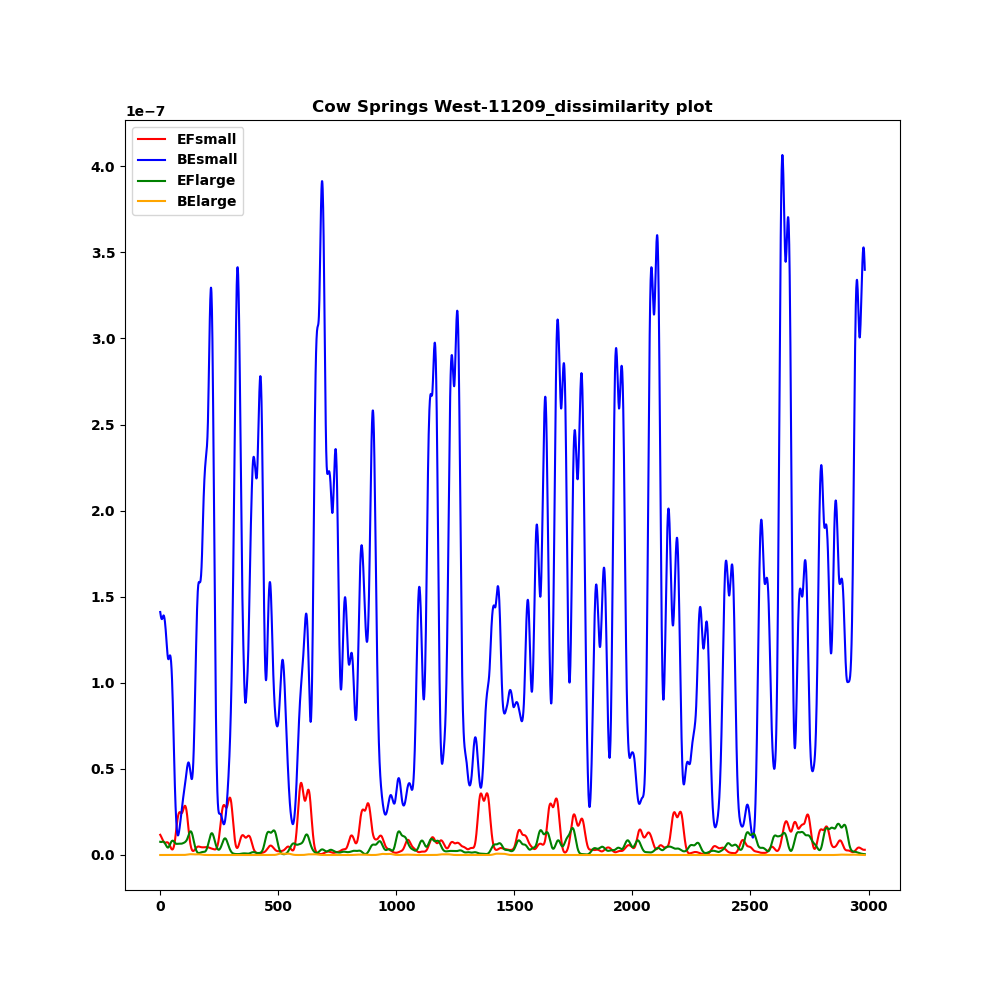 Cow Springs West-11209_dissimilarity plot
1e−7
EFsmall
BEsmall
EFlarge
BElarge
4.0
3.5
3.0
2.5
2.0
1.5
1.0
0.5
0.0
0 500 1000 1500 2000 2500 3000